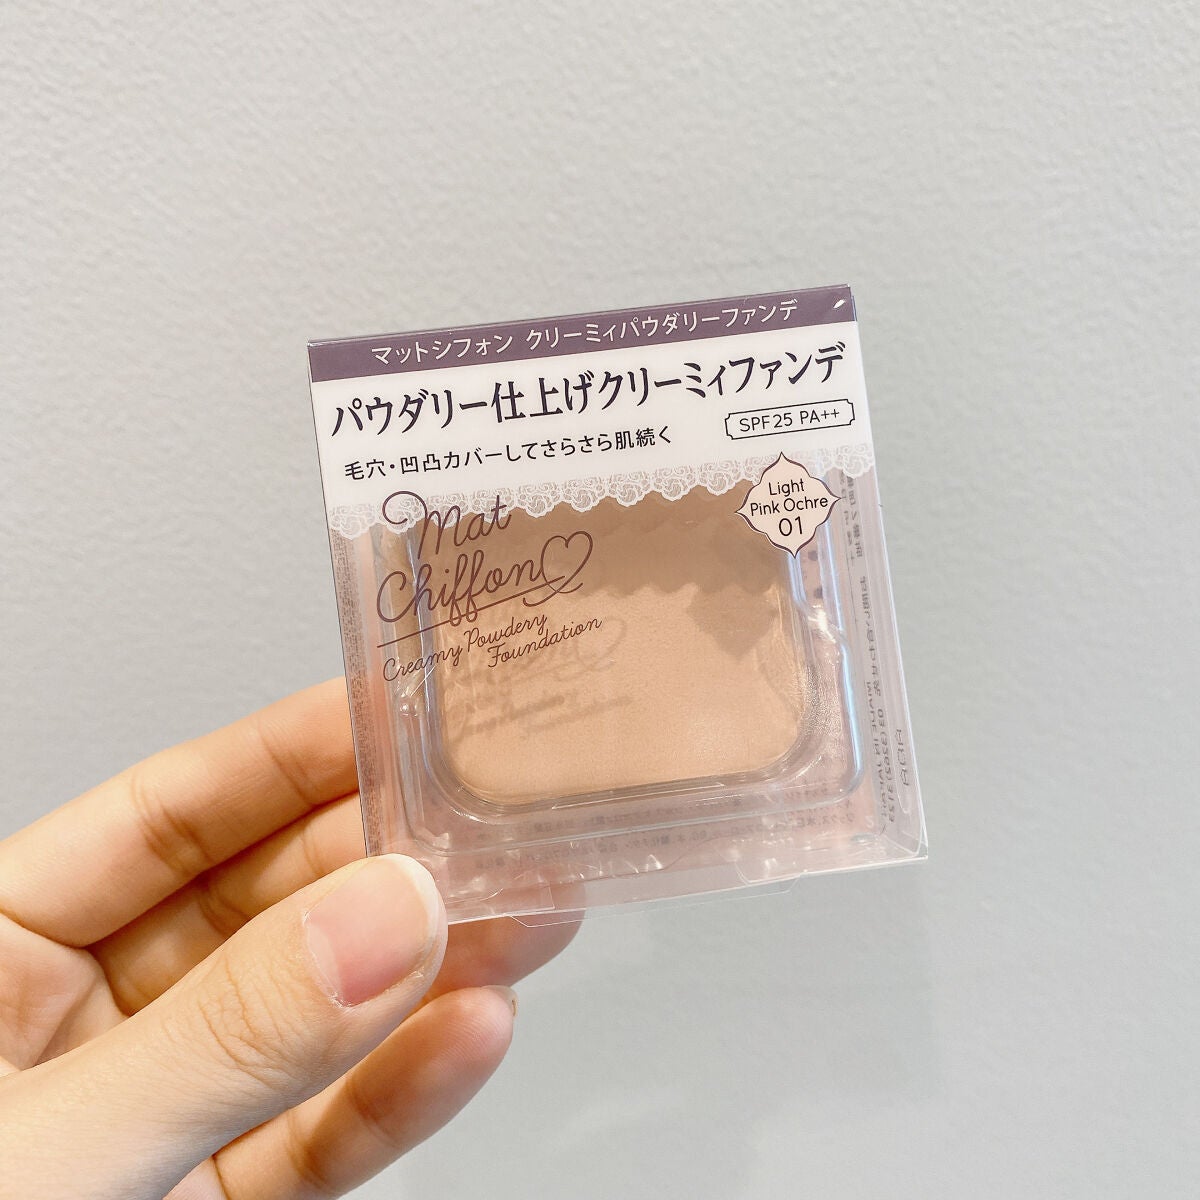 マットシフォン クリーミィパウダリーファンデ
パウダリー仕上げクリーミィファンデ
毛穴・凹凸カバーしてさらさら肌続く
SPF25 PA++
Light
Pink Ochre
01
Mat
Chiffon
Creamy Powdery
Foundation